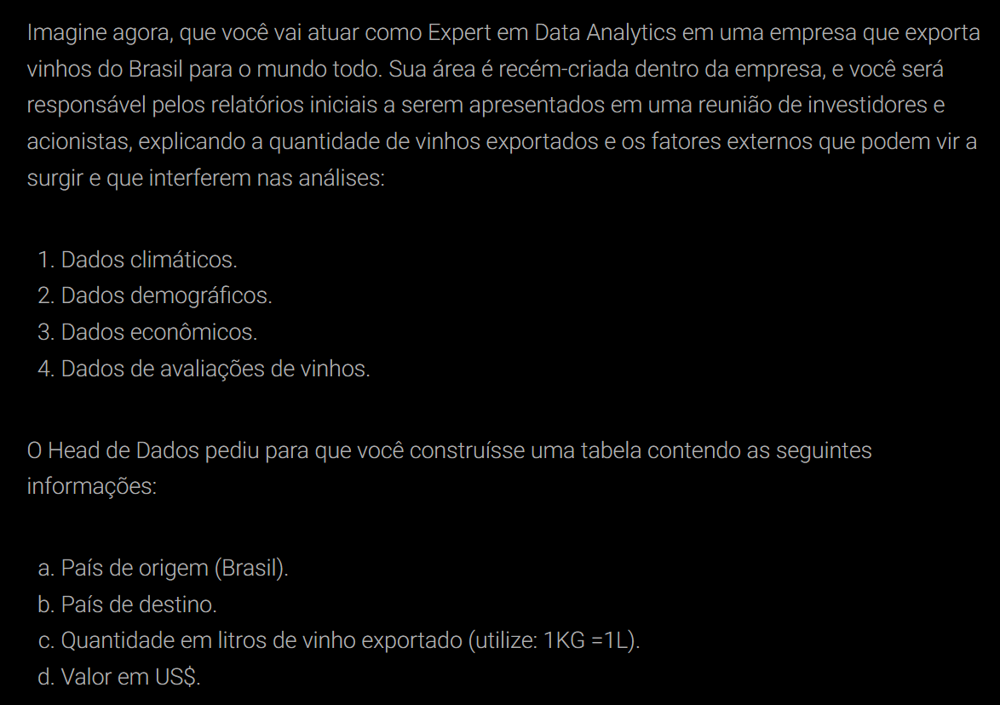 Imagine agora, que você vai atuar como Expert em Data Analytics em uma empresa que exporta
vinhos do Brasil para o mundo todo. Sua área é recém-criada dentro da empresa, e você será
responsável pelos relatórios iniciais a serem apresentados em uma reunião de investidores e
acionistas, explicando a quantidade de vinhos exportados e os fatores externos que podem vir a
surgir e que interferem nas análises:
1. Dados climáticos.
2. Dados demográficos.
3. Dados econômicos.
4. Dados de avaliações de vinhos.
O Head de Dados pediu para que você construísse uma tabela contendo as seguintes
informações:
a. País de origem (Brasil).
b. País de destino.
c. Quantidade em litros de vinho exportado (utilize: 1KG =1L).
d. Valor em US$.